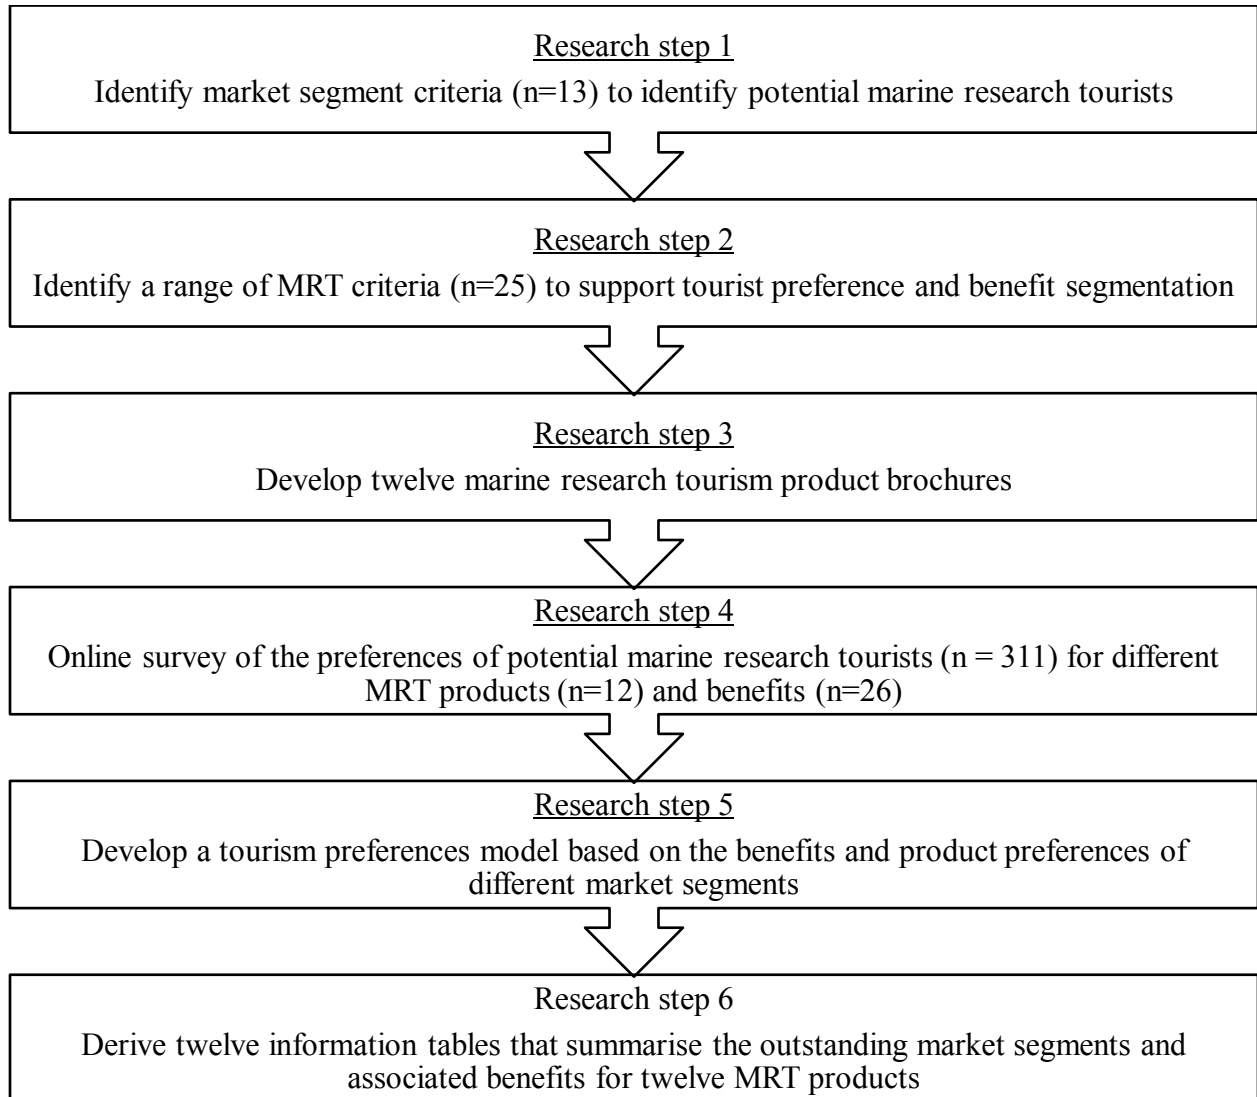 Research step 1
Identify market segment criteria (n=13) to identify potential marine research tourists
Research step 2
Identify a range of MRT criteria (n=25) to support tourist preference and benefit segmentation
Research step 3
Develop twelve marine research tourism product brochures
Research step 4
Online survey of the preferences of potential marine research tourists (n = 311) for different
MRT products (n=12) and benefits (n=26)
Research step 5
Develop a tourism preferences model based on the benefits and product preferences of
different market segments
Research step 6
Derive twelve information tables that summarise the outstanding market segments and
associated benefits for twelve MRT products